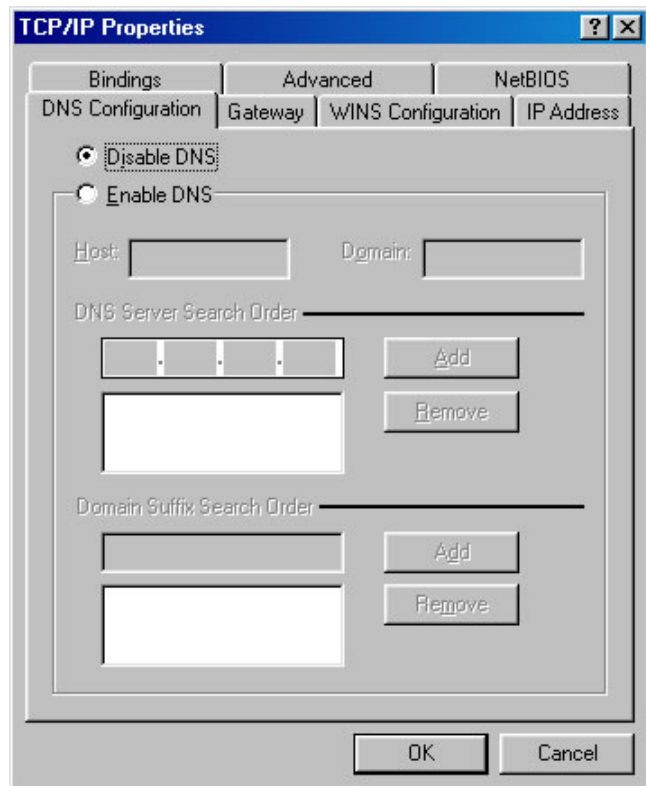 TCP/IP Properties
Bindings Advanced NetBIOS
DNS Configuration Gateway WINS Configuration IP Address
Disable DNS
Enable DNS
Host: Domain:
DNS Server Search Order
. . .
Add
Remove
Domain Suffix Search Order
Add
Remove
OK Cancel